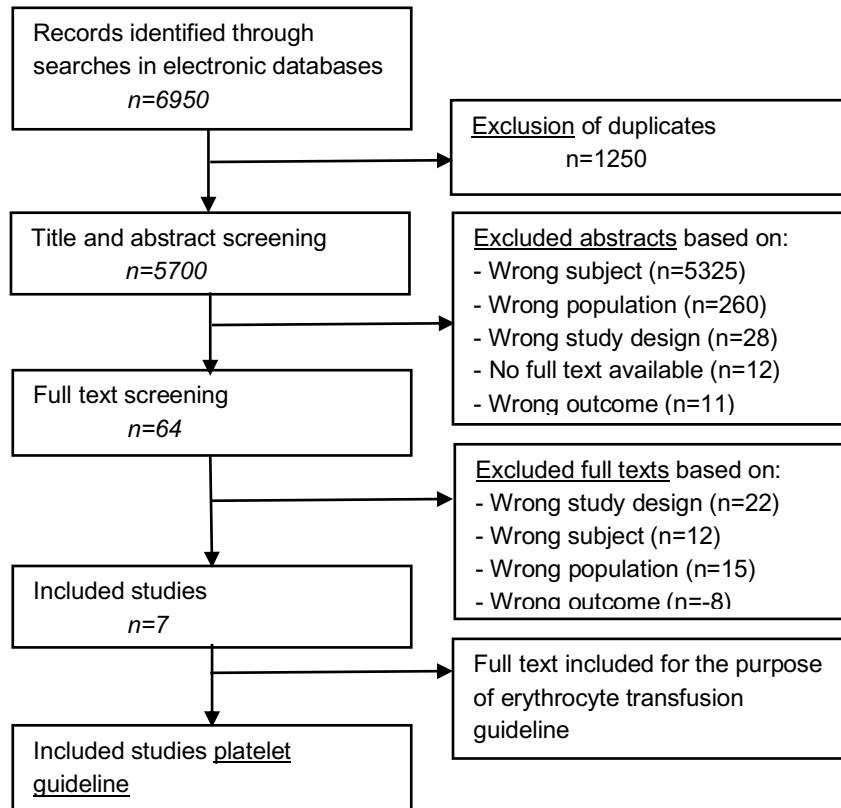 Records identified through
searches in electronic databases
n=6950
Exclusion of duplicates
n=1250
Title and abstract screening
n=5700
Excluded abstracts based on:
- Wrong subject (n=5325)
- Wrong population (n=260)
- Wrong study design (n=28)
- No full text available (n=12)
- Wrong outcome (n=11)
Full text screening
n=64
Excluded full texts based on:
- Wrong study design (n=22)
- Wrong subject (n=12)
- Wrong population (n=15)
- Wrong outcome (n=-8)
Included studies
n=7
Full text included for the purpose
of erythrocyte transfusion
guideline
Included studies platelet
guideline